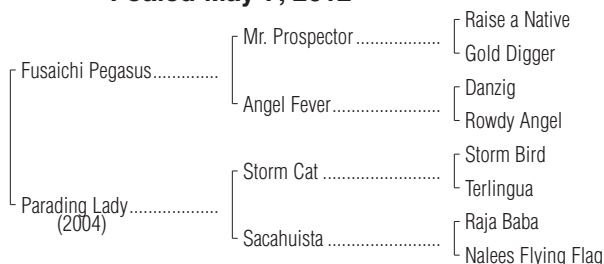 Foaled May 2012
Raise a Native
Mr. Prospector ...................
Gold Digger
Fusaichi Pegasus..............
Danzig
Angel Fever........................
Rowdy Angel
Storm Bird
Storm Cat ..........................
Terlingua
Parading Lady...................
(2004)
Raja Baba
Sacahuista ........................
Nalees Flying Flag